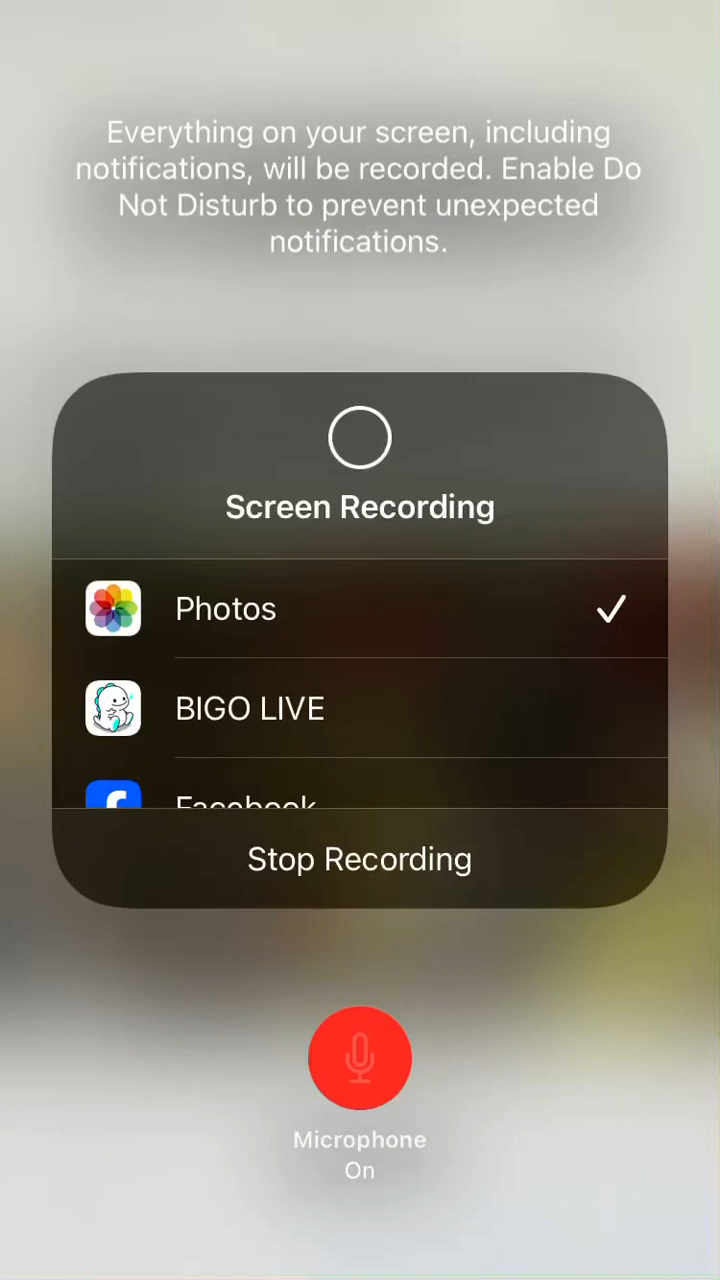 Everything on your screen, including
notifications, will be recorded. Enable Do
Not Disturb to prevent unexpected
notifications.
Screen Recording
Photos
BIGO LIVE
Facebook
Stop Recording
Microphone
On